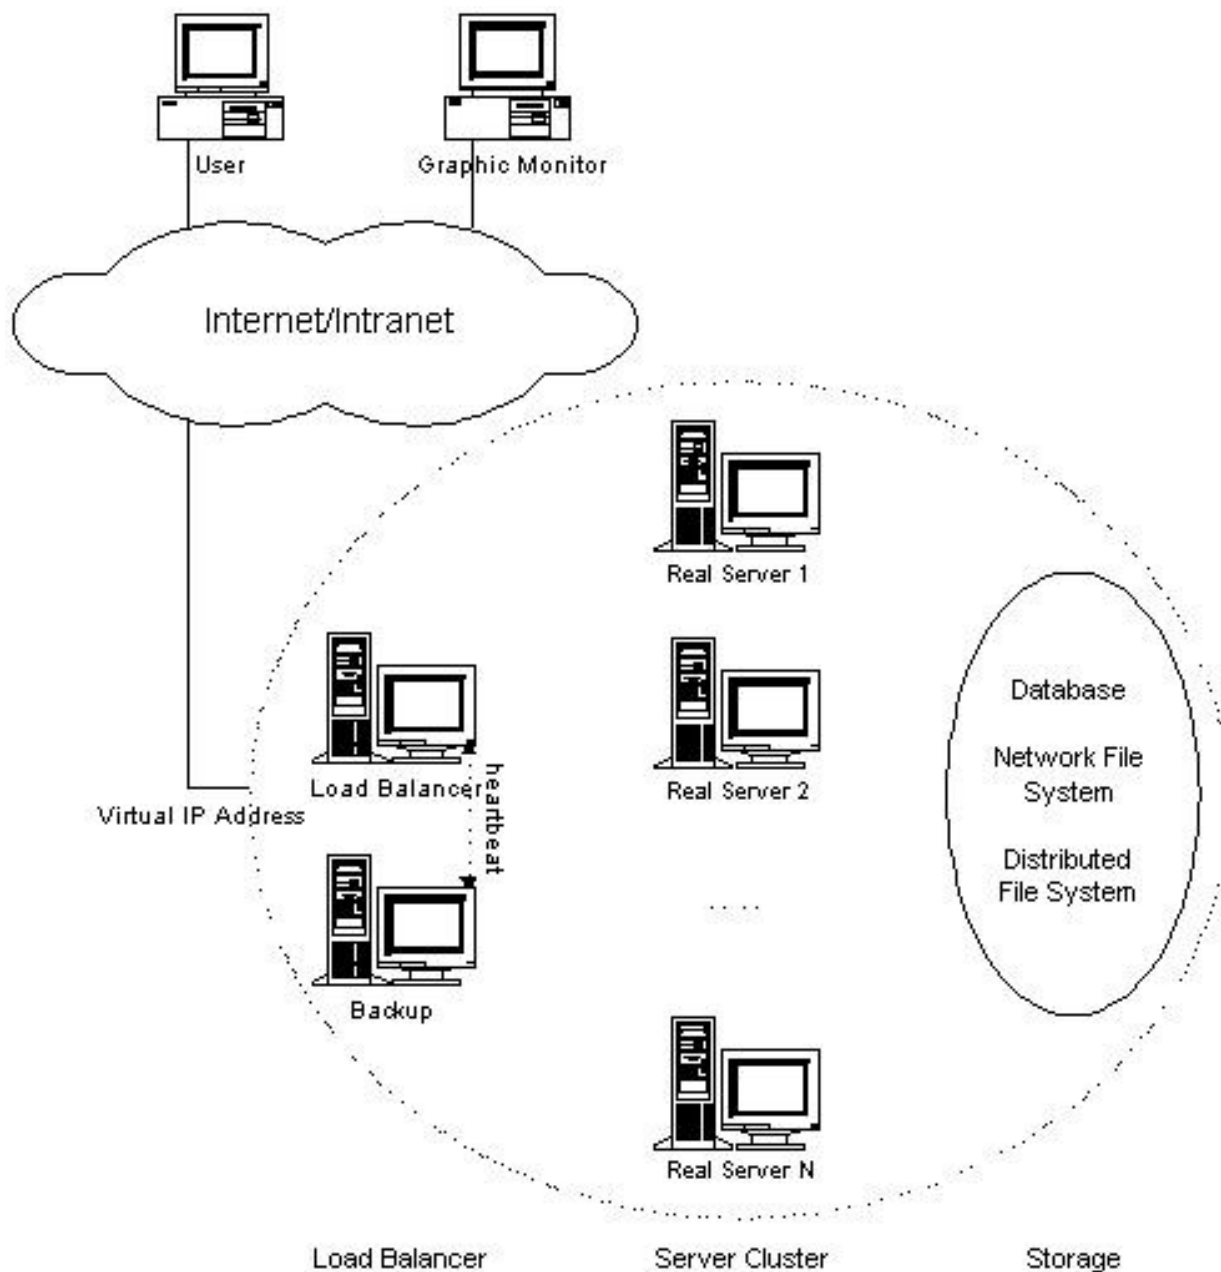 User
Graphic Monitor
Internet/Intranet
Real Server 1
Load Balancer
heartbeat
Virtual IP Address
Real Server 2
Database
Network File
System
Distributed
File System
.....
Backup
Real Server N
Load Balancer
Server Cluster
Storage